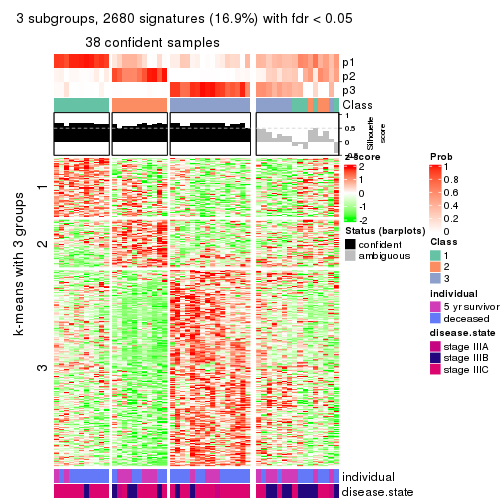 3 subgroups, 2680 signatures (16.9%) with fdr < 0.05
38 confident samples
p1
p2
p3
Class
1
0.5
0
-0.5
Silhouette
score
k-means with 3 groups
1
2
3
z-score
2
1
0
-1
-2
Status (barplots)
confident
ambiguous
Prob
1
0.8
0.6
0.4
0.2
0
Class
1
2
3
individual
5 yr survivor
deceased
disease.state
stage IIIA
stage IIIB
stage IIIC
individual
disease.state